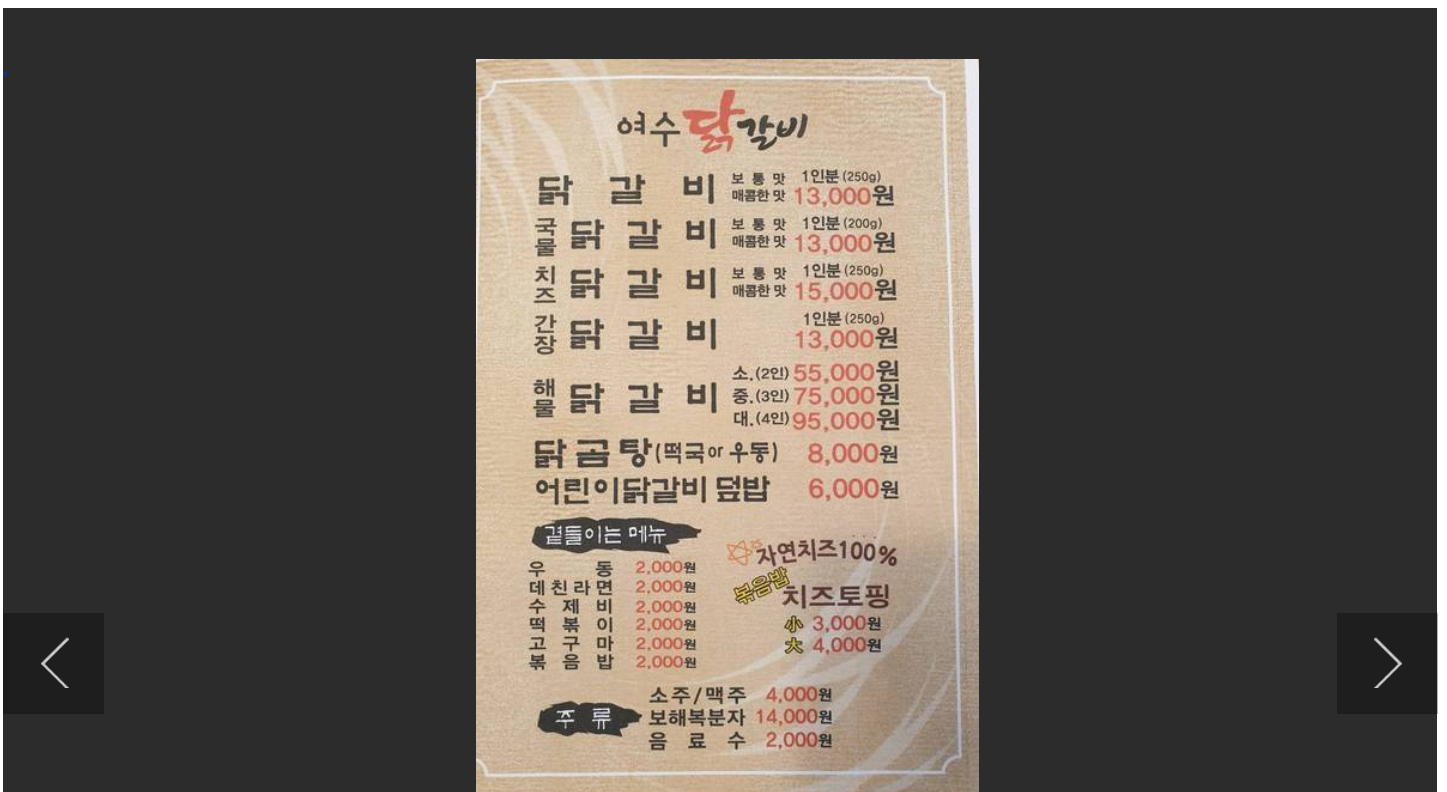 여수닭갈비
닭갈비 보통맛 매콤한맛 1인분(250g) 13,000원
국물 닭갈비 보통맛 매콤한맛 1인분(200g) 13,000원
치즈 닭갈비 보통맛 매콤한맛 1인분(250g) 15,000원
간장 닭갈비 1인분(250g) 13,000원
해물 닭갈비 소.(2인) 55,000원
중.(3인) 75,000원
대.(4인) 95,000원
닭곰탕(떡국or우동) 8,000원
어린이닭갈비 덮밥 6,000원
곁들이는 메뉴
우동 2,000원
데친라면 2,000원
수제비 2,000원
떡볶이 2,000원
고구마 2,000원
볶음밥 2,000원
자연치즈100%
볶음밥 치즈토핑
小 3,000원
大 4,000원
주류
소주/맥주 4,000원
보해복분자 14,000원
음료수 2,000원